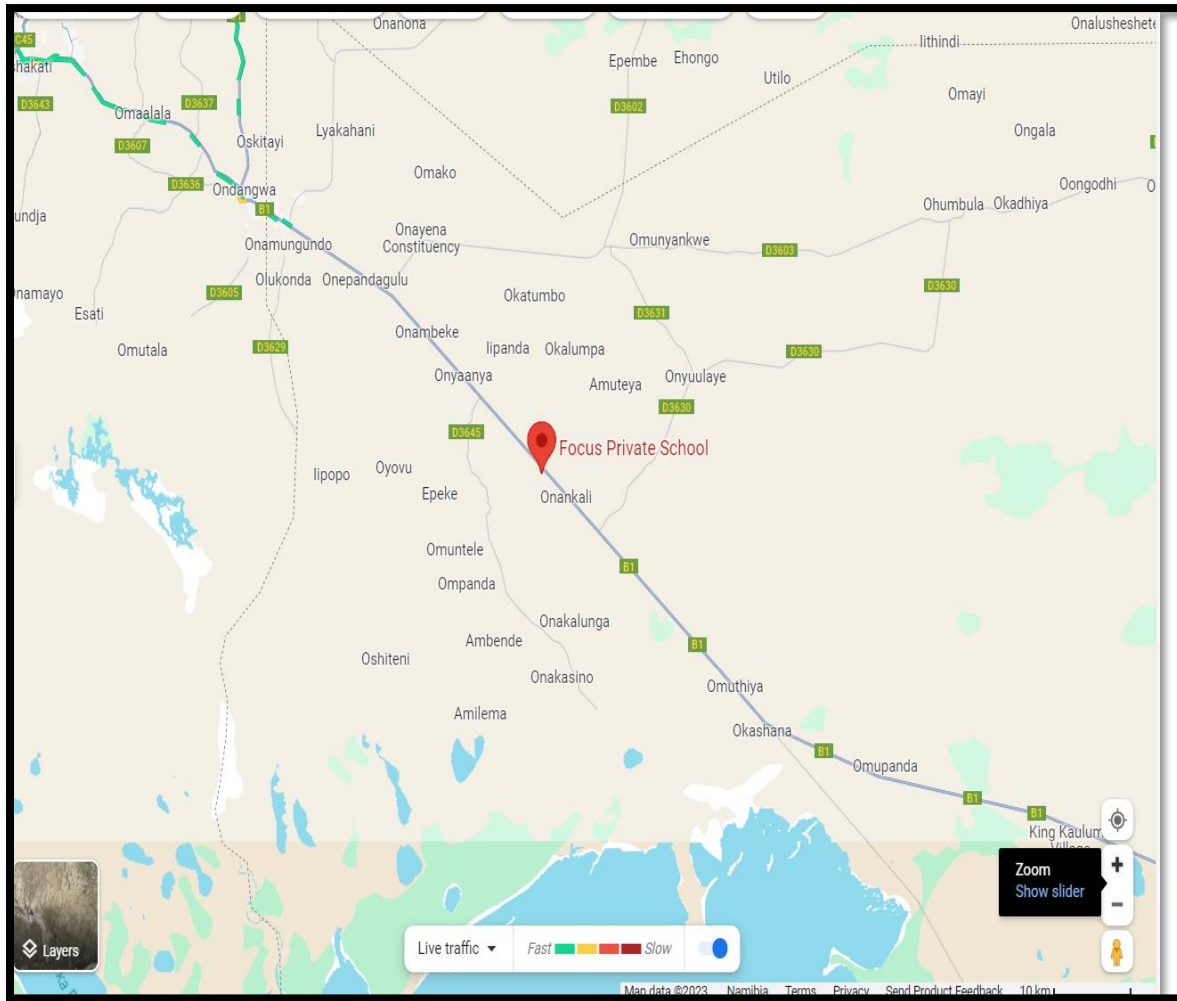 Onanona
Onalusheshete
Iithindi
C45
Epembe
Ehongo
shakati
Utilo
Omayi
D3643
D3637
D3602
Omaalala
Lyakahani
Ongala
D3607
Oskitayi
Omako
D3636
Ondangwa
Oongodhi
B1
Ohumbula
Okadhiya
undja
Onayena
Constituency
Omunyankwe
Onamungundo
D3603
Olukonda
Onepandagulu
D3630
D3605
Okatumbo
Esati
D3631
Onambeke
Omutala
D3629
Iipanda
Okalumpa
D3630
Onyaanya
Amuteya
Onyuulaye
D3630
D3645
Focus Private School
Iipopo
Oyovu
Epeke
Onankali
Omuntele
B1
Ompanda
Onakalunga
Ambende
B1
Oshiteni
Onakasino
Omuthiya
Amilema
Okashana
B1
Omupanda
B1
B1
King Kaulum
Village
Zoom
Show slider
Layers
Live traffic
Fast
Slow
Map data ©2023 Namibia Terms Privacy Send Product Feedback 10 km